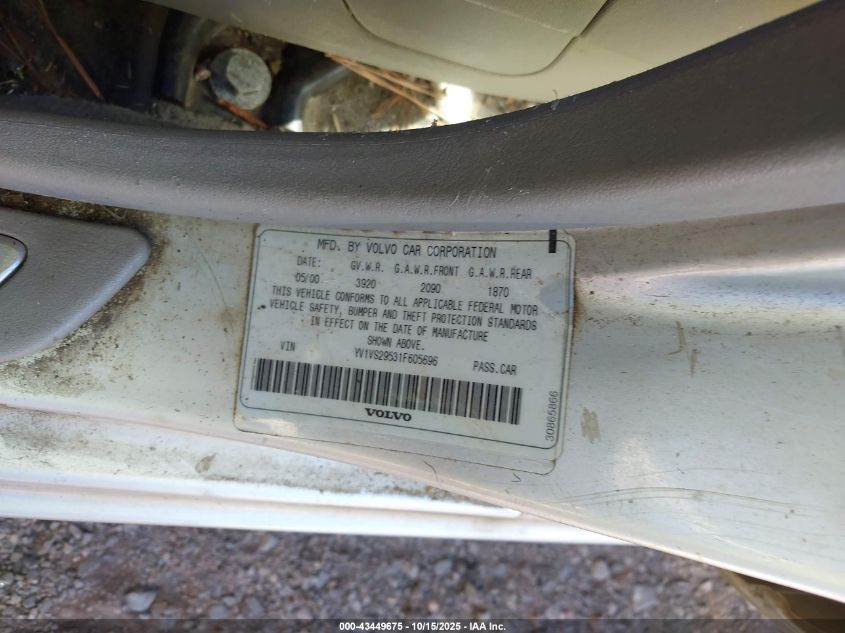 MFD. BY VOLVO CAR CORPORATION
DATE: GV.W.R. G.A.W.R.FRONT G.A.W.R.REAR
05/00 3920 2090 1870
THIS VEHICLE CONFORMS TO ALL APPLICABLE FEDERAL MOTOR
VEHICLE SAFETY, BUMPER AND THEFT PROTECTION STANDARDS
IN EFFECT ON THE DATE OF MANUFACTURE
SHOWN ABOVE.
VIN YV1VS29531F605696 PASS.CAR
VOLVO
30865866
000-43449675 - 10/15/2025 - IAA Inc.